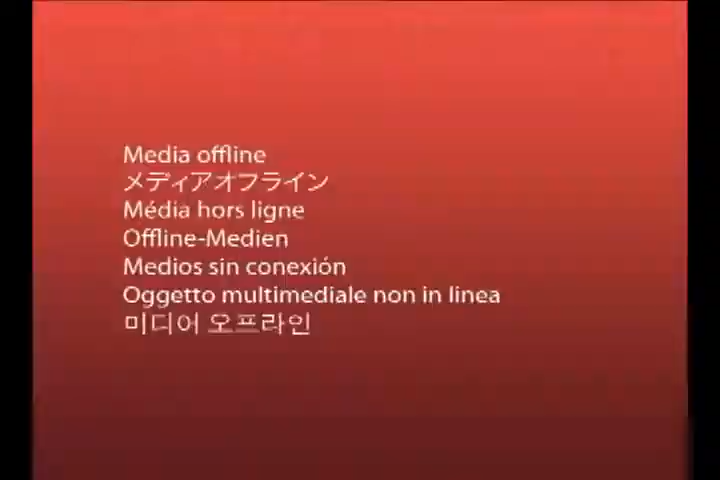 Media offline
メディアオフライン
Média hors ligne
Offline-Medien
Medios sin conexión
Oggetto multimediale non in linea
미디어 오프라인